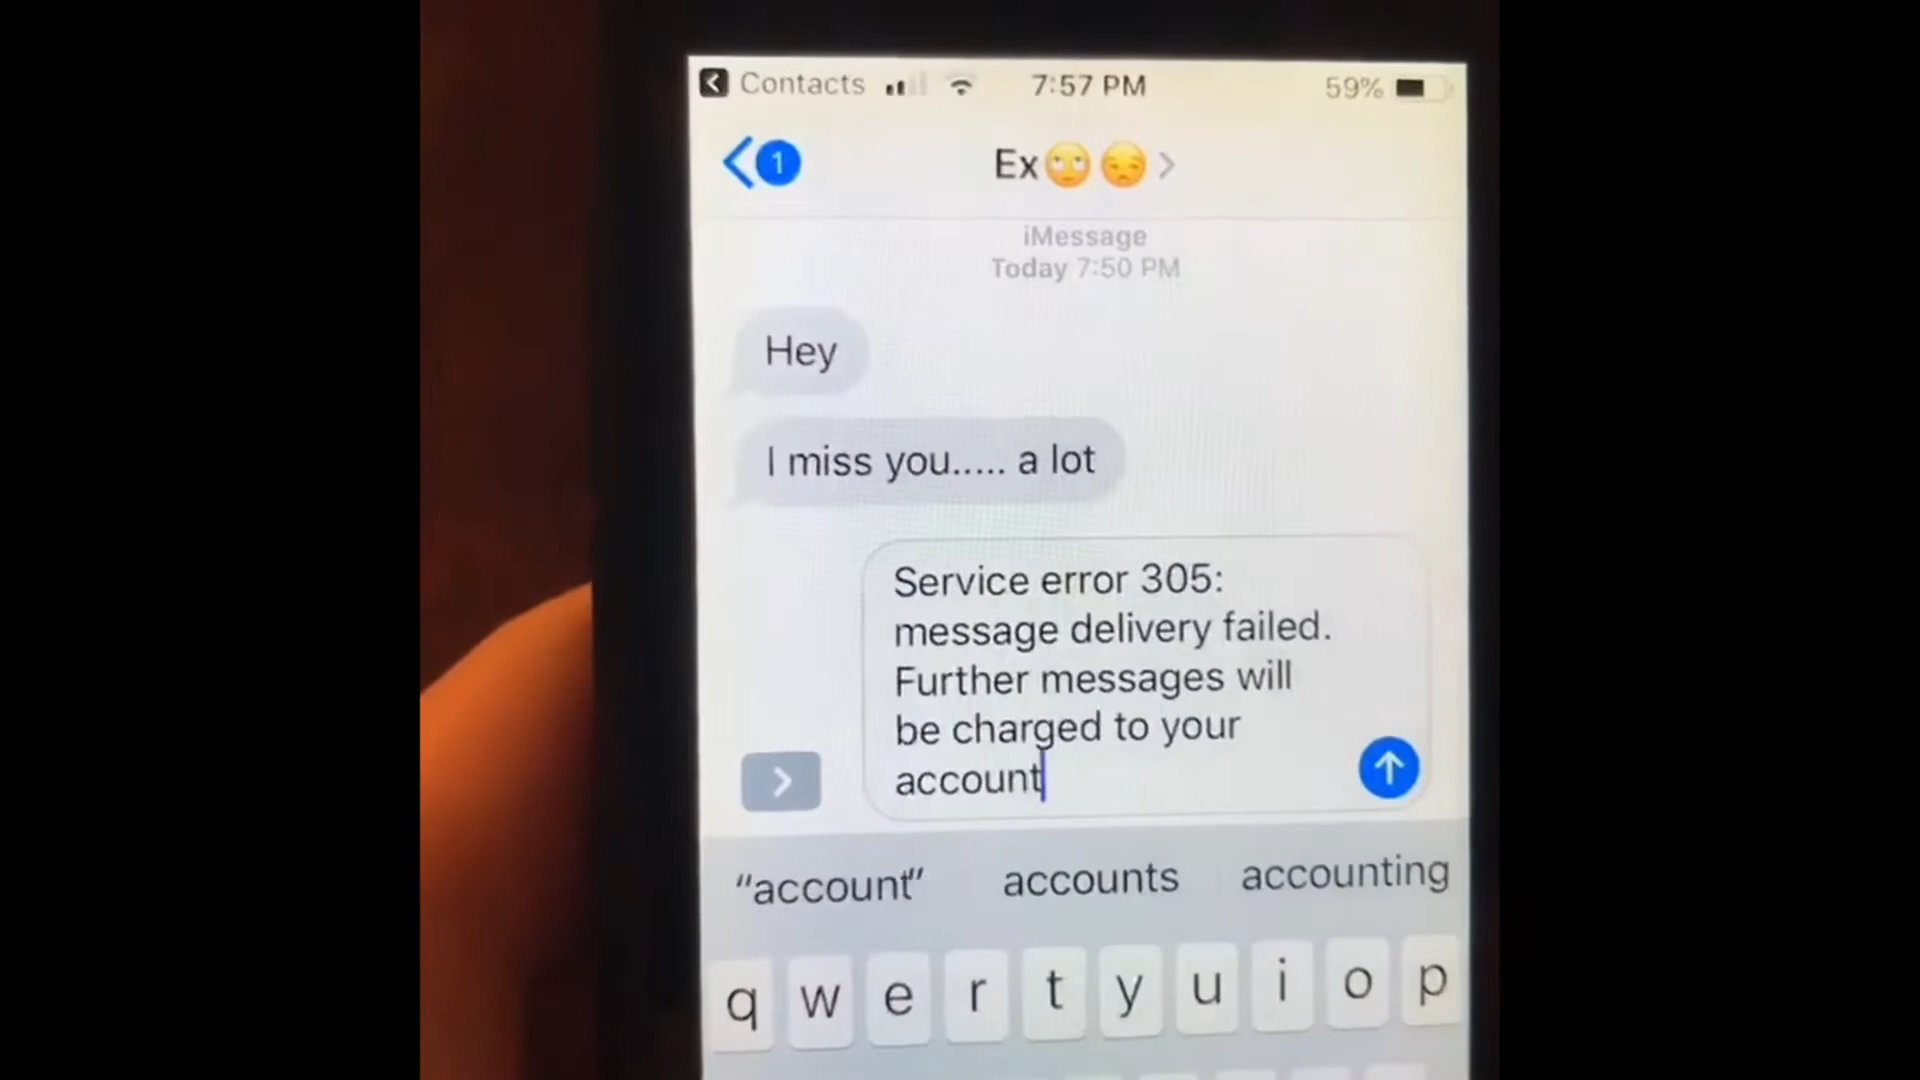 Contacts 7:57 PM 59%
1 Ex🙄😒
iMessage
Today 7:50 PM
Hey
I miss you..... a lot
Service error 305:
message delivery failed.
Further messages will
be charged to your
account
"account" accounts accounting
q w e r t y u i o p